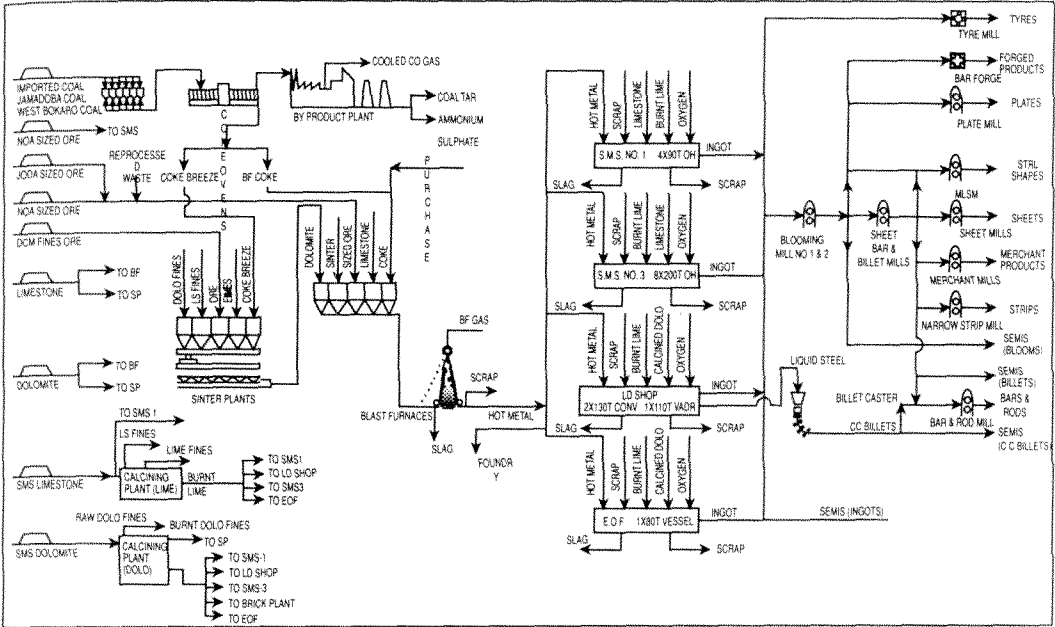 IMPORTED COAL
JAMADOBA COAL
WEST BOKARO COAL
NOA SIZED ORE
TO SMS
JODA SIZED ORE
REPROCESSE
D
WASTE
NOA SIZED ORE
DCM FINES ORE
LIMESTONE
TO BF
TO SP
DOLOMITE
TO BF
TO SP
COKE OVENS
COKE BREEZE
BF COKE
COOLED CO GAS
BY PRODUCT PLANT
COAL TAR
AMMONIUM
SULPHATE
PURCHASE
DOLO FINES
LS FINES
ORE
FINES
COKE BREEZE
SINTER PLANTS
DOLOMITE
SINTER
SIZED ORE
LIMESTONE
COKE
BF GAS
BLAST FURNACES
SCRAP
HOT METAL
SLAG
FOUNDR
Y
TO SMS 1
LS FINES
LIME FINES
SMS LIMESTONE
CALCINING
PLANT (LIME)
BURNT
LIME
TO SMS1
TO LD SHOP
TO SMS3
TO EOF
RAW DOLO FINES
BURNT DOLO FINES
TO SP
SMS DOLOMITE
CALCINING
PLANT
(DOLO)
TO SMS-1
TO LD SHOP
TO SMS-3
TO BRICK PLANT
TO EOF
HOT METAL
SCRAP
LIMESTONE
BURNT LIME
OXYGEN
S.M.S. NO. 1 4X90T OH
INGOT
SLAG
SCRAP
HOT METAL
SCRAP
BURNT LIME
LIMESTONE
OXYGEN
S.M.S. NO. 3 8X200T OH
INGOT
SLAG
SCRAP
HOT METAL
SCRAP
BURNT LIME
CALCINED DOLO
OXYGEN
LD SHOP
2X130T CONV 1X110T VADR
INGOT
SLAG
SCRAP
HOT METAL
SCRAP
BURNT LIME
CALCINED DOLO
OXYGEN
E.O.F 1X80T VESSEL
INGOT
SEMIS (INGOTS)
SLAG
SCRAP
BLOOMING
MILL NO 1 & 2
SHEET
BAR &
BILLET MILLS
TYRE MILL
TYRES
BAR FORGE
FORGED
PRODUCTS
PLATE MILL
PLATES
MLSM
STRL
SHAPES
SHEET MILLS
SHEETS
MERCHANT MILLS
MERCHANT
PRODUCTS
NARROW STRIP MILL
STRIPS
SEMIS
(BLOOMS)
SEMIS
(BILLETS)
LIQUID STEEL
BILLET CASTER
CC BILLETS
BAR & ROD MILL
BARS &
RODS
SEMIS
(C C BILLETS)